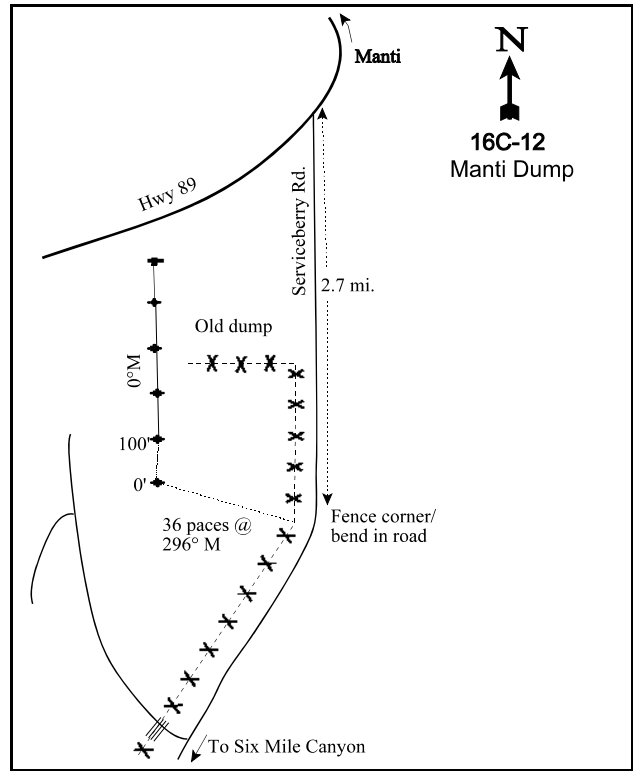 Manti
N
16C-12
Manti Dump
Hwy 89
Serviceberry Rd.
2.7 mi.
Old dump
0°M
100'
0'
36 paces @
296° M
Fence corner/
bend in road
To Six Mile Canyon